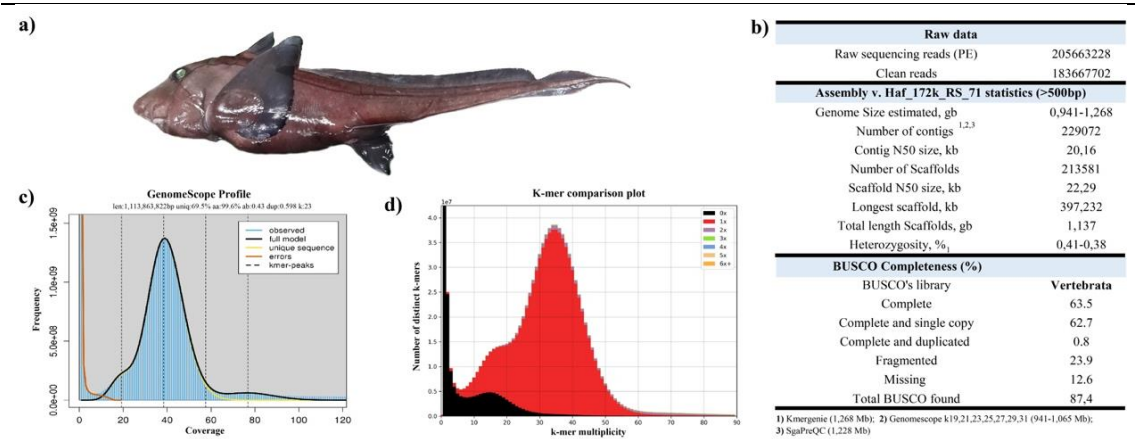 a)
b)
Raw data
Raw sequencing reads (PE) 205663228
Clean reads 183667702
Assembly v. Haf_172k_RS_71 statistics (>500bp)
Genome Size estimated, gb 0,941-1,268
Number of contigs 1,2,3 229072
Contig N50 size, kb 20,16
Number of Scaffolds 213581
Scaffold N50 size, kb 22,29
Longest scaffold, kb 397,232
Total length Scaffolds, gb 1,137
Heterozygosity, %1 0,41-0,38
BUSCO Completeness (%)
BUSCO's library Vertebrata
Complete 63.5
Complete and single copy 62.7
Complete and duplicated 0.8
Fragmented 23.9
Missing 12.6
Total BUSCO found 87,4
1) Kmergenie (1,268 Mb); 2) Genomescope k19,21,23,25,27,29,31 (941-1,065 Mb);
3) SgaPreQC (1,228 Mb)
c)
GenomeScope Profile
len:1,113,863,822bp uniq:69.5% aa:99.6% ab:0.43 dup:0.598 k:23
observed
full model
unique sequence
errors
kmer-peaks
Frequency
1.5e+09
1.0e+09
5.0e+08
0.0e+00
0 20 40 60 80 100 120
Coverage
d)
K-mer comparison plot
1e7
0x
1x
2x
3x
4x
5x
6x+
Number of distinct k-mers
4.0
3.5
3.0
2.5
2.0
1.5
1.0
0.5
0.0
0 10 20 30 40 50 60 70 80 90
k-mer multiplicity